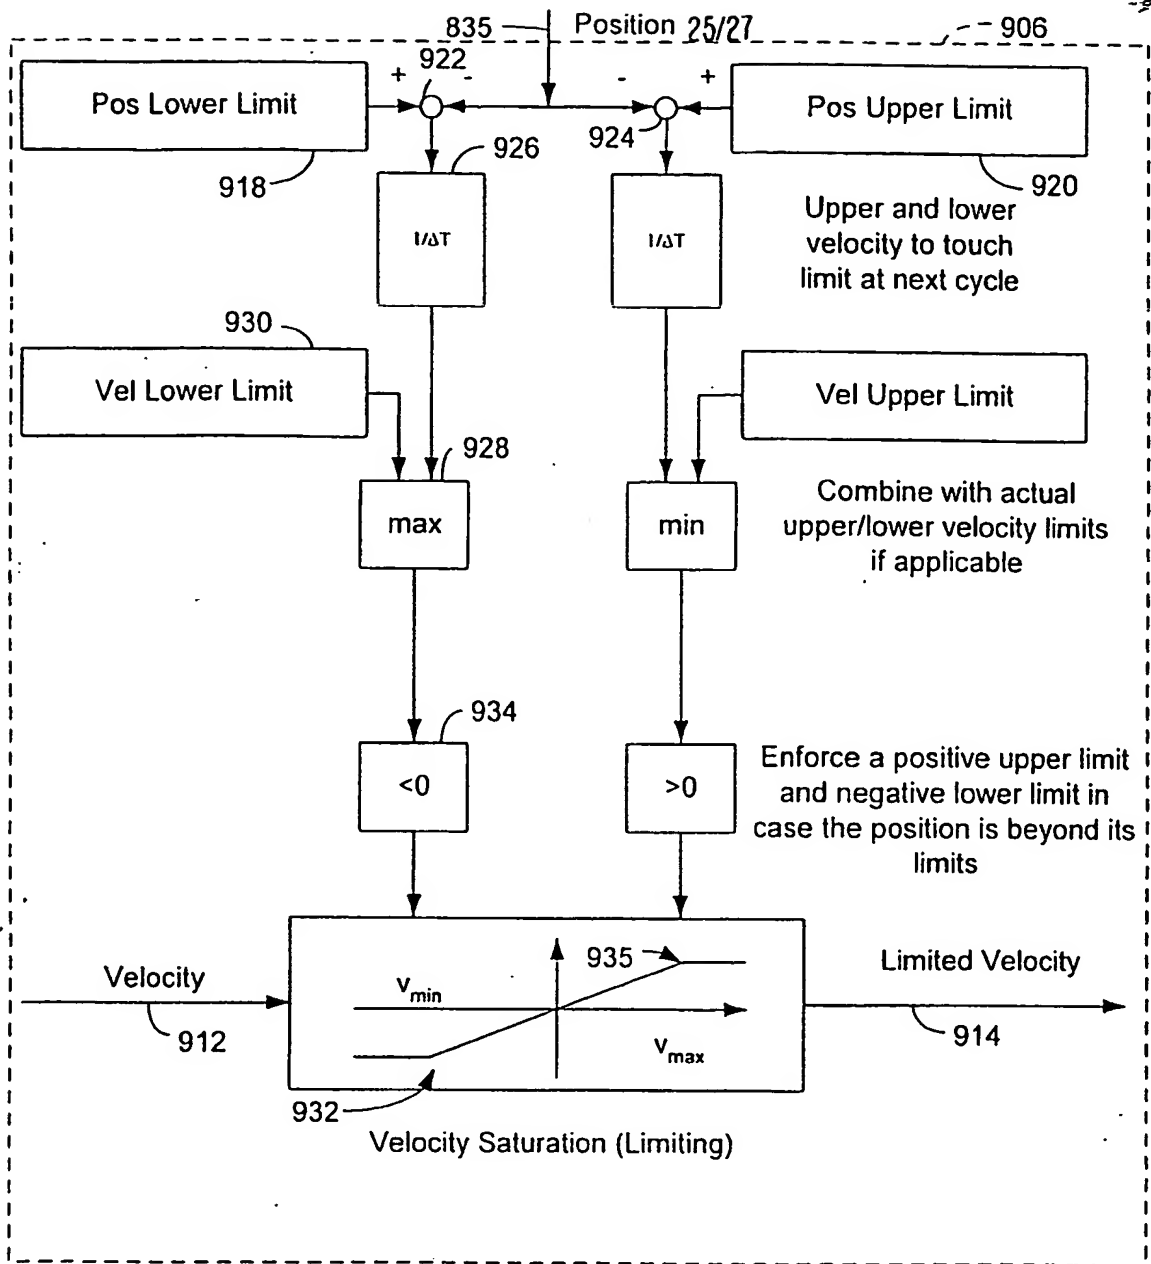 835 Position 25/27 906
+ 922 - - +
Pos Lower Limit
Pos Upper Limit
924
918
926
920
1/ΔT
1/ΔT
Upper and lower
velocity to touch
limit at next cycle
930
Vel Lower Limit
Vel Upper Limit
928
max
min
Combine with actual
upper/lower velocity limits
if applicable
934
<0
>0
Enforce a positive upper limit
and negative lower limit in
case the position is beyond its
limits
935
Velocity
Limited Velocity
Vmin
912
Vmax
914
932
Velocity Saturation (Limiting)